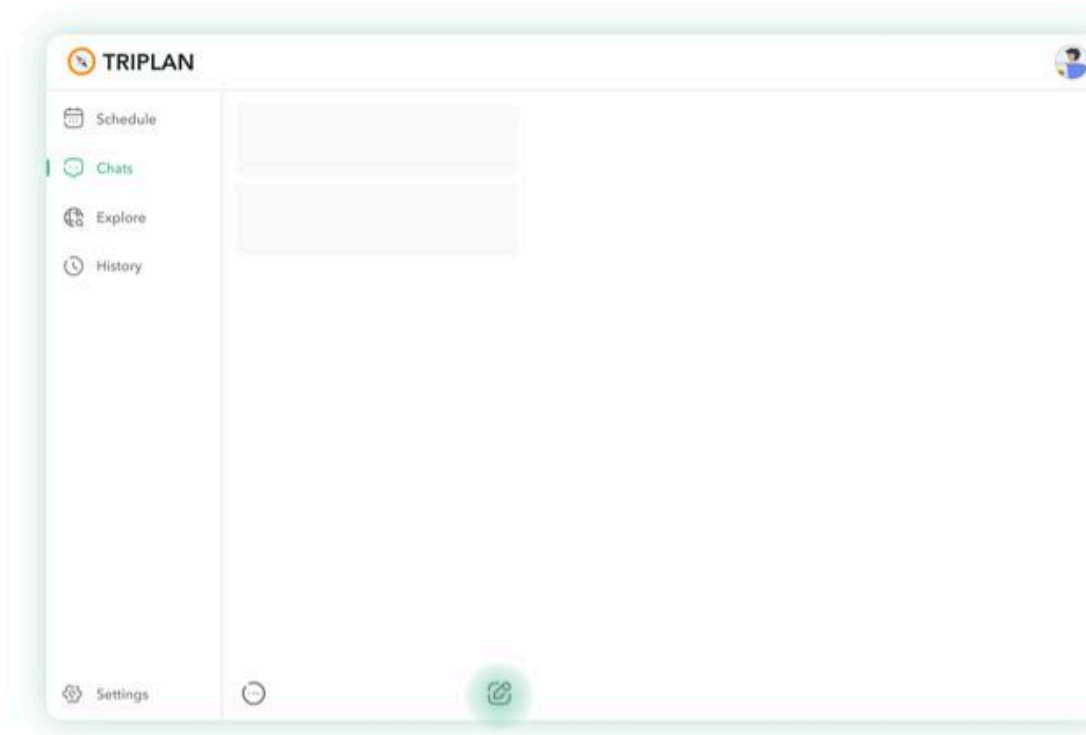 TRIPLAN
Schedule
Chats
Explore
History
Settings